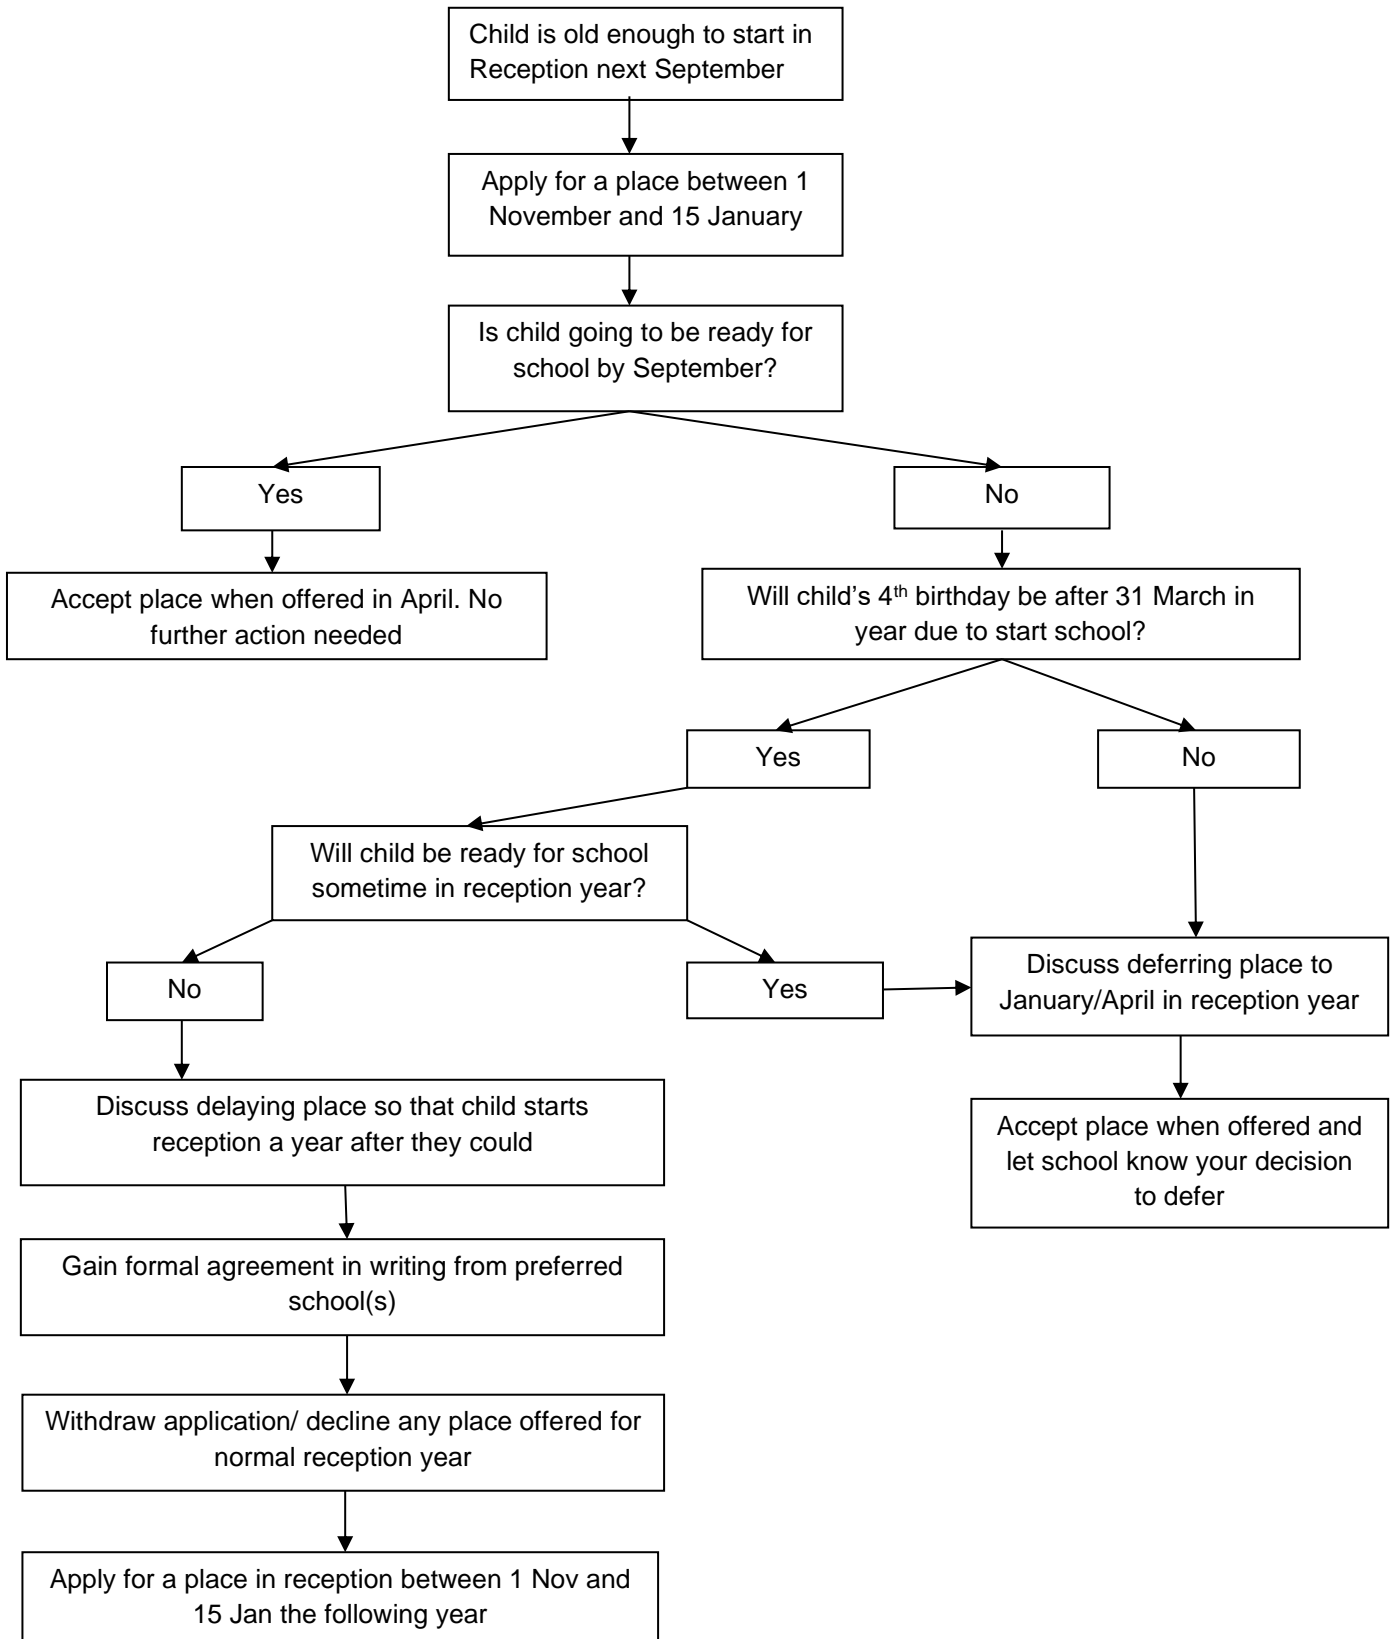 Child is old enough to start in
Reception next September
Apply for a place between 1
November and 15 January
Is child going to be ready for
school by September?
Yes
No
Accept place when offered in April. No
further action needed
Will child’s 4th birthday be after 31 March in
year due to start school?
Yes
No
Will child be ready for school
sometime in reception year?
No
Yes
Discuss deferring place to
January/April in reception year
Discuss delaying place so that child starts
reception a year after they could
Accept place when offered and
let school know your decision
to defer
Gain formal agreement in writing from preferred
school(s)
Withdraw application/ decline any place offered for
normal reception year
Apply for a place in reception between 1 Nov and
15 Jan the following year